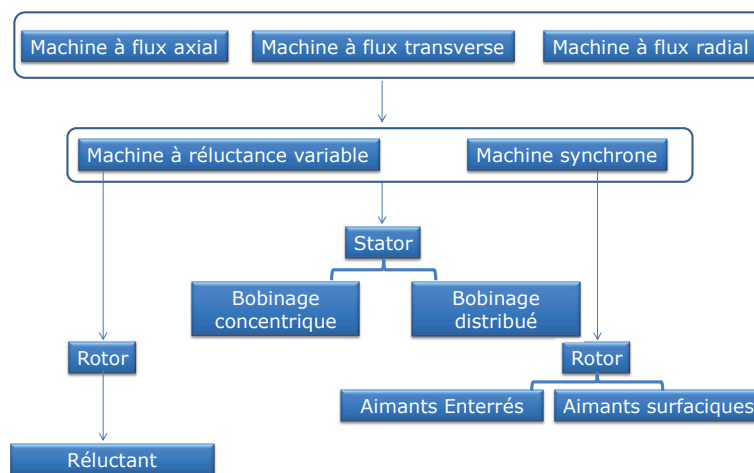 Machine à flux axial
Machine à flux transverse
Machine à flux radial
Machine à réluctance variable
Machine synchrone
Stator
Bobinage
concentrique
Bobinage
distribué
Rotor
Rotor
Aimants Enterrés
Aimants surfaciques
Réluctant